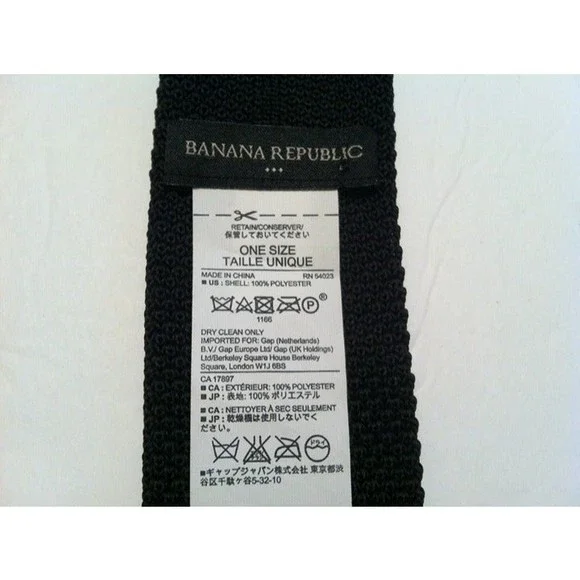 BANANA REPUBLIC
RETAIN/CONSERVER/
保管しておいてください
ONE SIZE
TAILLE UNIQUE
MADE IN CHINA RN 54023
■ US : SHELL: 100% POLYESTER
P ®
1166
DRY CLEAN ONLY
IMPORTED FOR: Gap (Netherlands)
B.V./ Gap Europe Ltd/ Gap (UK Holdings)
Ltd/Berkeley Square House Berkeley
Square, London W1J 6BS
CA 17897
■ CA : EXTÉRIEUR: 100% POLYESTER
■ JP : 表地: 100% ポリエステル
■ CA : NETTOYER À SEC SEULEMENT
■ JP : 乾燥機は使用しないでく
ださい。
ドライ
■ギャップジャパン株式会社 東京都渋
谷区千駄ヶ谷5-32-10